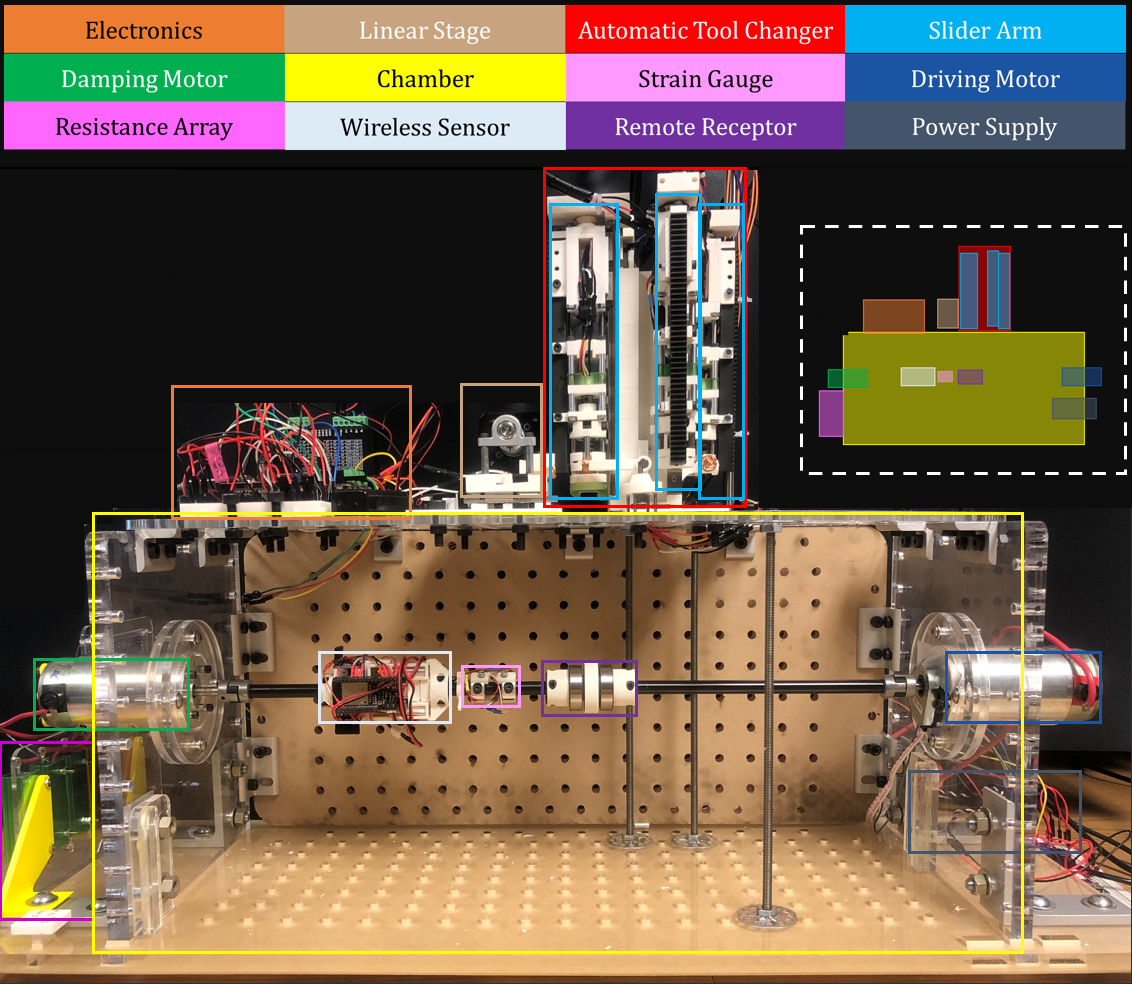 Electronics
Linear Stage
Automatic Tool Changer
Slider Arm
Damping Motor
Chamber
Strain Gauge
Driving Motor
Resistance Array
Wireless Sensor
Remote Receptor
Power Supply